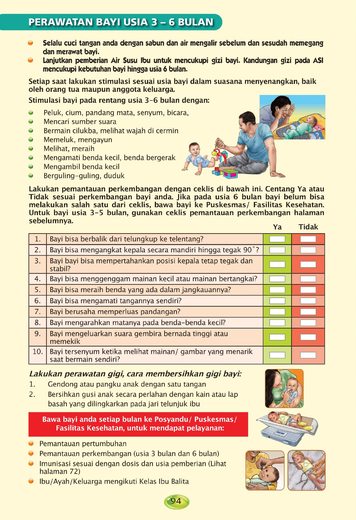 PERAWATAN BAYI USIA 3 – 6 BULAN
Selalu cuci tangan anda dengan sabun dan air mengalir sebelum dan sesudah memegang
dan merawat bayi.
Lanjutkan pemberian Air Susu Ibu untuk mencukupi gizi bayi. Kandungan gizi pada ASI
mencukupi kebutuhan bayi hingga usia 6 bulan.
Setiap saat lakukan stimulasi sesuai usia bayi dalam suasana menyenangkan, baik
oleh orang tua maupun anggota keluarga.
Stimulasi bayi pada rentang usia 3–6 bulan dengan:
Peluk, cium, pandang mata, senyum, bicara,
Mencari sumber suara
Bermain cilukba, melihat wajah di cermin
Memeluk, mengayun
Melihat, meraih
Mengamati benda kecil, benda bergerak
Mengambil benda kecil
Berguling-guling, duduk
Lakukan pemantauan perkembangan dengan ceklis di bawah ini. Centang Ya atau
Tidak sesuai perkembangan bayi anda. Jika pada usia 6 bulan bayi belum bisa
melakukan salah satu dari ceklis, bawa bayi ke Puskesmas/ Fasilitas Kesehatan.
Untuk bayi usia 3–5 bulan, gunakan ceklis pemantauan perkembangan halaman
sebelumnya.
Ya Tidak
1. Bayi bisa berbalik dari telungkup ke telentang?
2. Bayi bisa mengangkat kepala secara mandiri hingga tegak 90°?
3. Bayi bayi bisa mempertahankan posisi kepala tetap tegak dan
stabil?
4. Bayi bisa menggenggam mainan kecil atau mainan bertangkai?
5. Bayi bisa meraih benda yang ada dalam jangkauannya?
6. Bayi bisa mengamati tangannya sendiri?
7. Bayi berusaha memperluas pandangan?
8. Bayi mengarahkan matanya pada benda-benda kecil?
9. Bayi mengeluarkan suara gembira bernada tinggi atau
memekik
10. Bayi tersenyum ketika melihat mainan/ gambar yang menarik
saat bermain sendiri?
Lakukan perawatan gigi, cara membersihkan gigi bayi:
1. Gendong atau pangku anak dengan satu tangan
2. Bersihkan gusi anak secara perlahan dengan kain atau lap
basah yang dilingkarkan pada jari telunjuk ibu
Bawa bayi anda setiap bulan ke Posyandu/ Puskesmas/
Fasilitas Kesehatan, untuk mendapat pelayanan:
Pemantauan pertumbuhan
Pemantauan perkembangan (usia 3 bulan dan 6 bulan)
Imunisasi sesuai dengan dosis dan usia pemberian (Lihat
halaman 72)
Ibu/Ayah/Keluarga mengikuti Kelas Ibu Balita
94